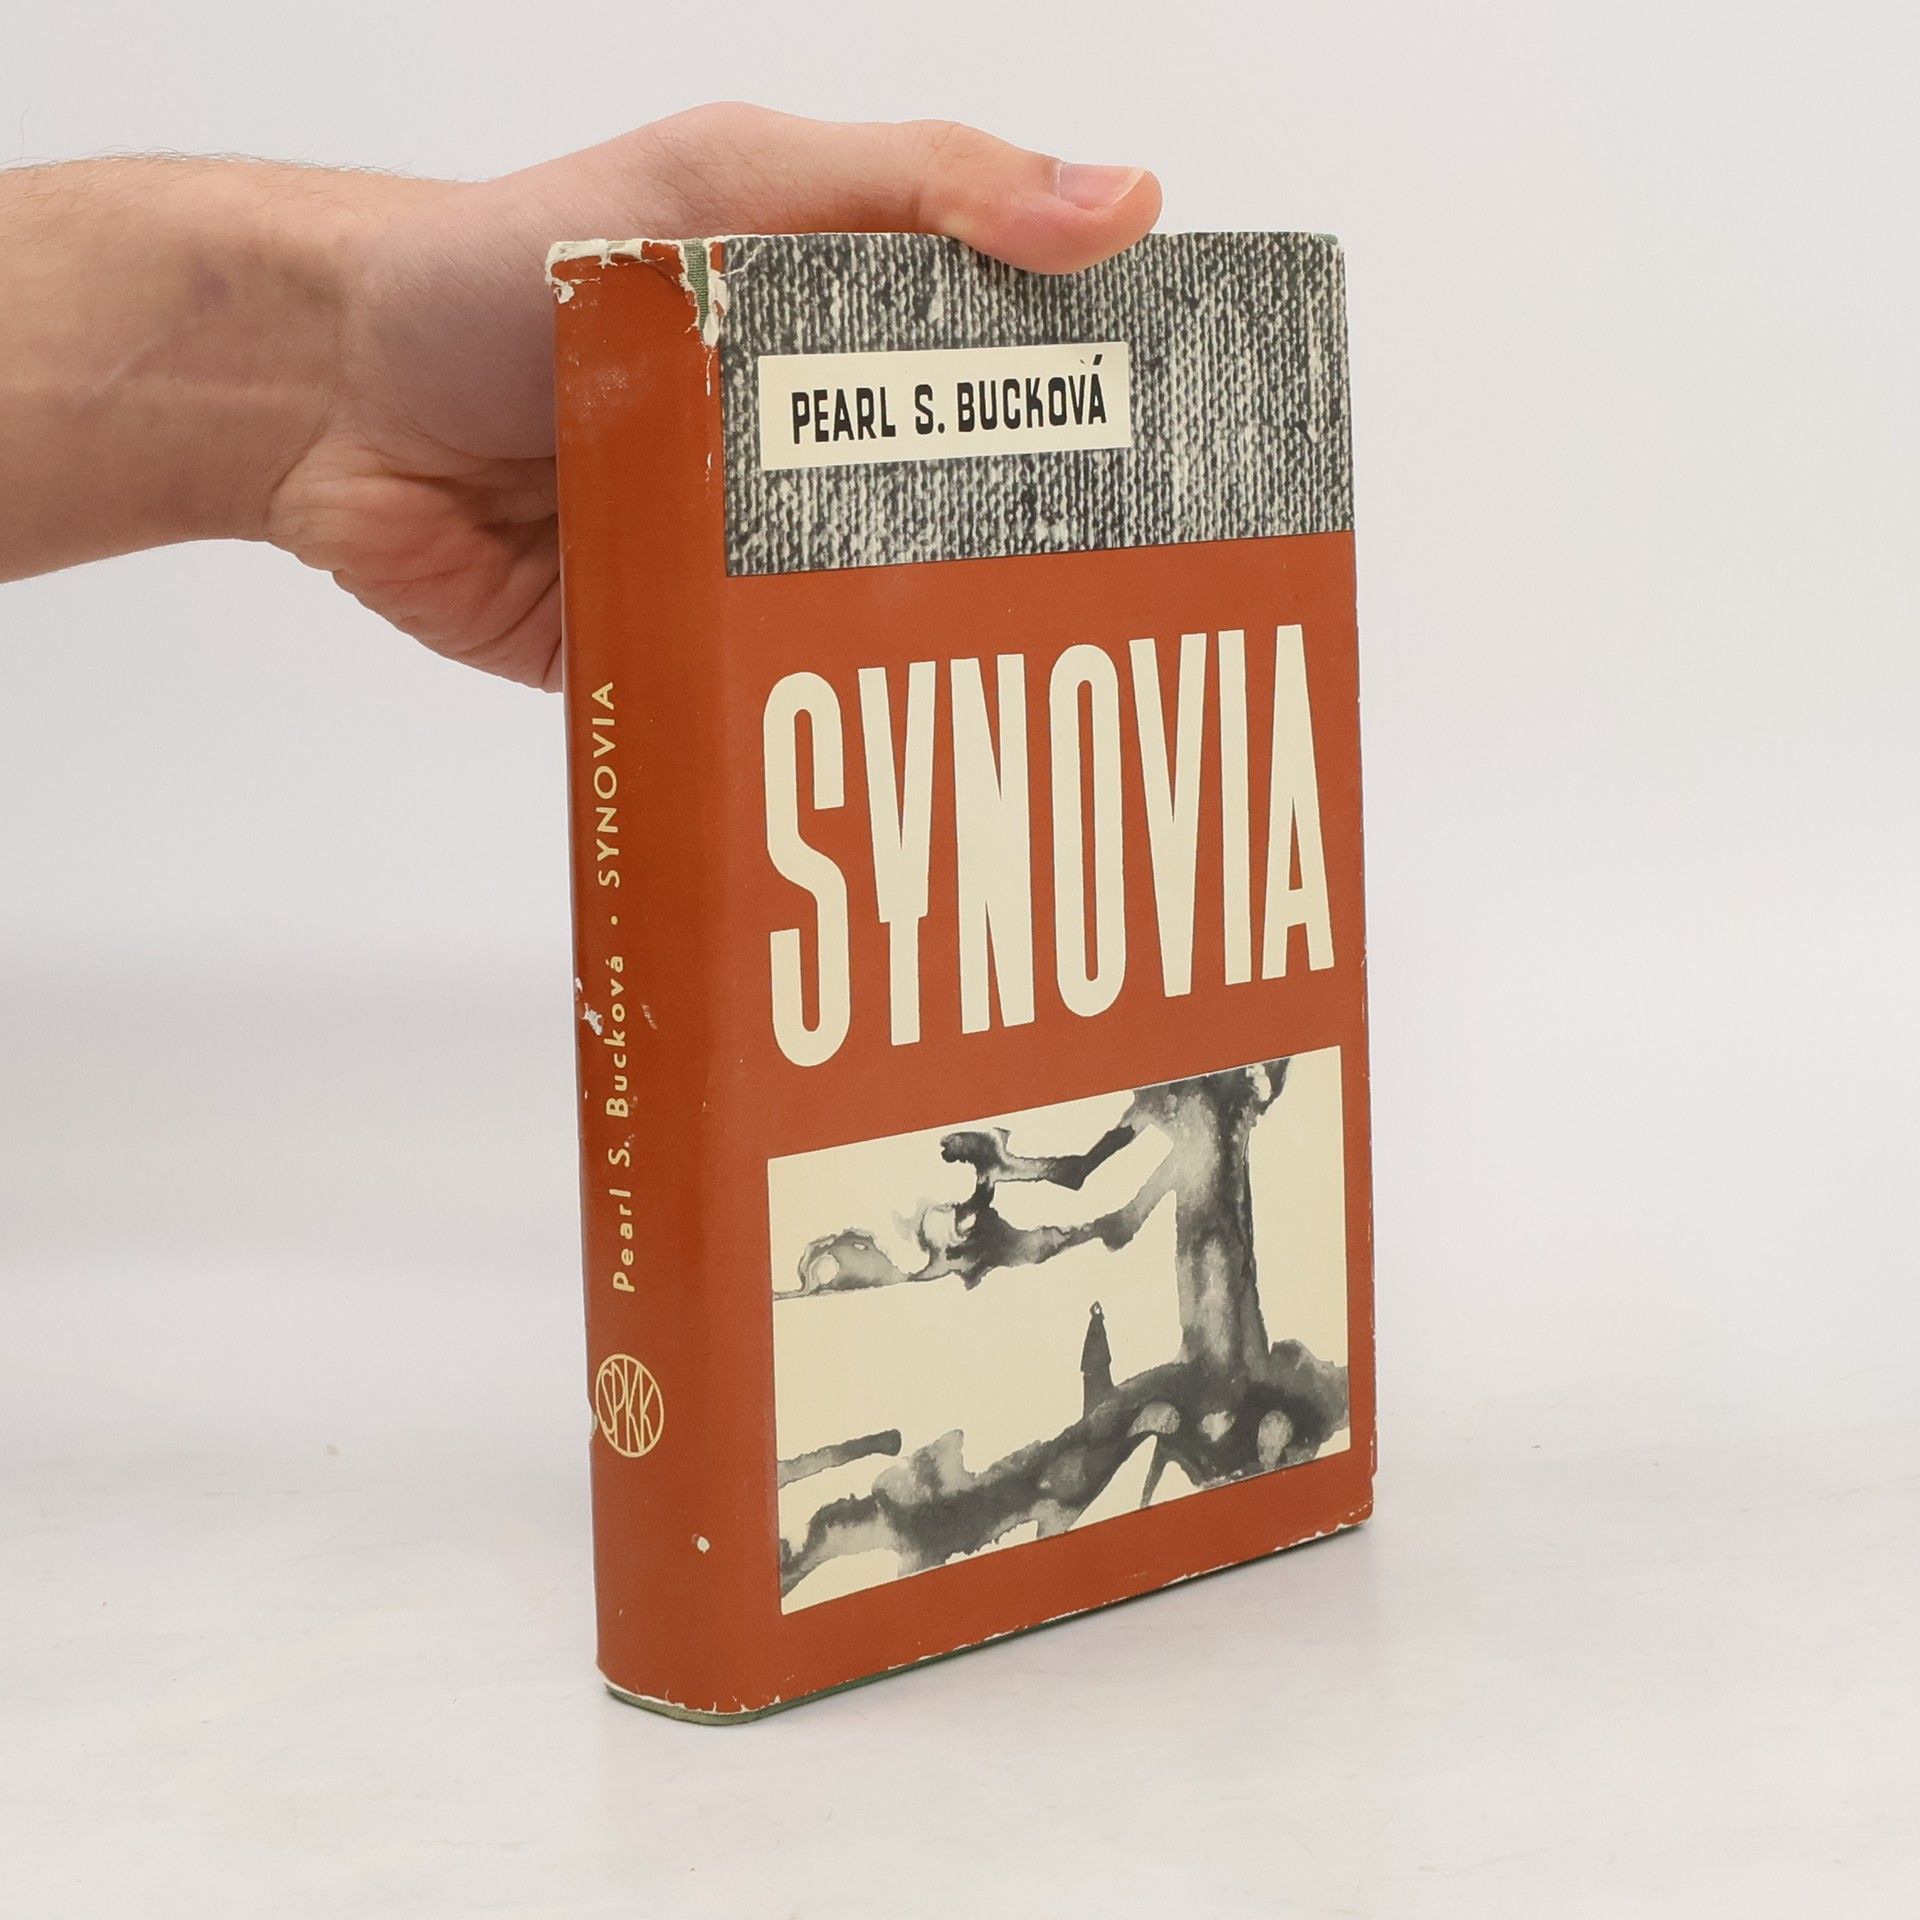 PEARL S. BUCKOVÁ
SYNOVIA
Pearl S. Bucková • SYNOVIA
SPKK